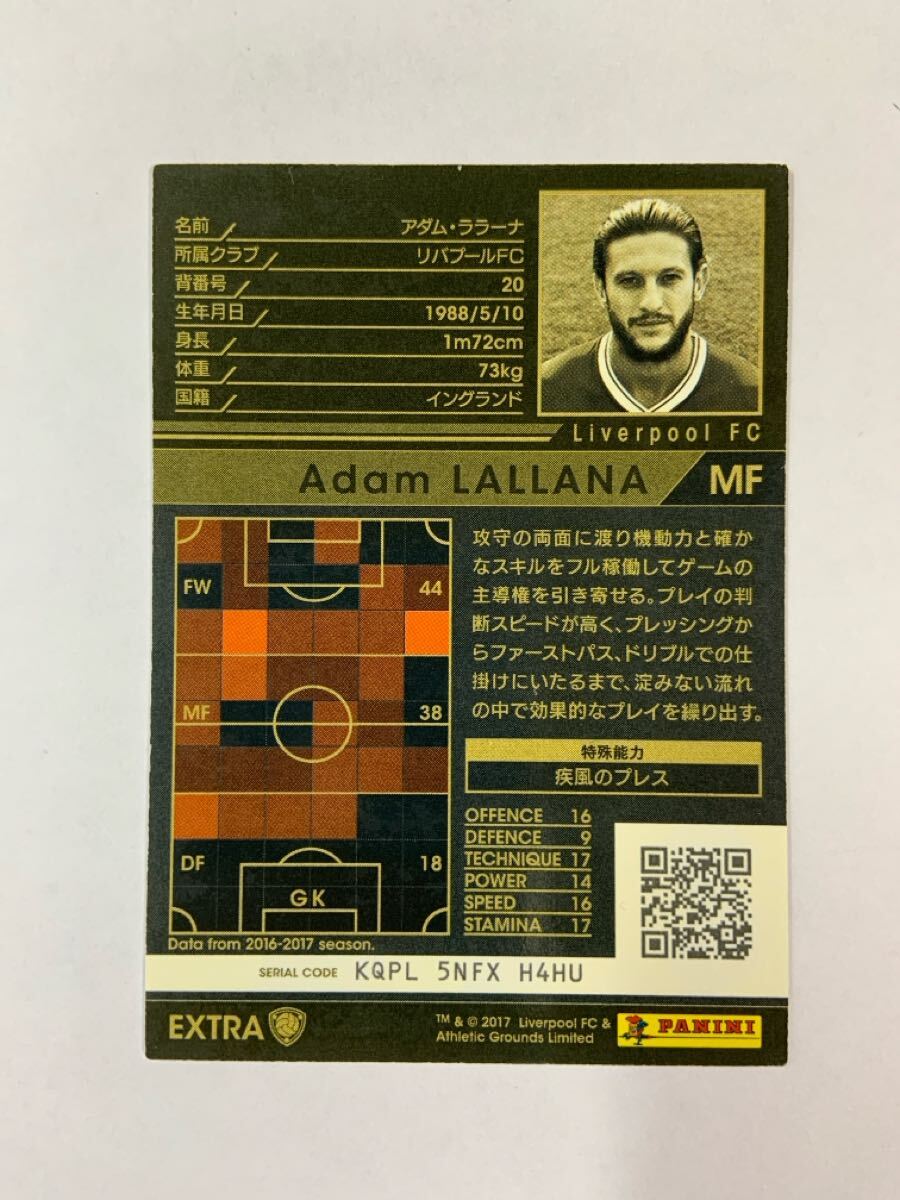 名前 アダム・ララーナ
所属クラブ リバプールFC
背番号 20
生年月日 1988/5/10
身長 1m72cm
体重 73kg
国籍 イングランド
Liverpool FC
Adam LALLANA MF
FW 44
MF 38
DF 18
GK
Data from 2016-2017 season.
攻守の両面に渡り機動力と確か
なスキルをフル稼働してゲームの
主導権を引き寄せる。プレイの判
断スピードが高く、プレッシングか
らファーストパス、ドリブルでの仕
掛けにいたるまで、淀みない流れ
の中で効果的なプレイを繰り出す。
特殊能力
疾風のプレス
OFFENCE 16
DEFENCE 9
TECHNIQUE 17
POWER 14
SPEED 16
STAMINA 17
SERIAL CODE KQPL 5NFX H4HU
EXTRA
TM & © 2017 Liverpool FC &
Athletic Grounds Limited
PANINI